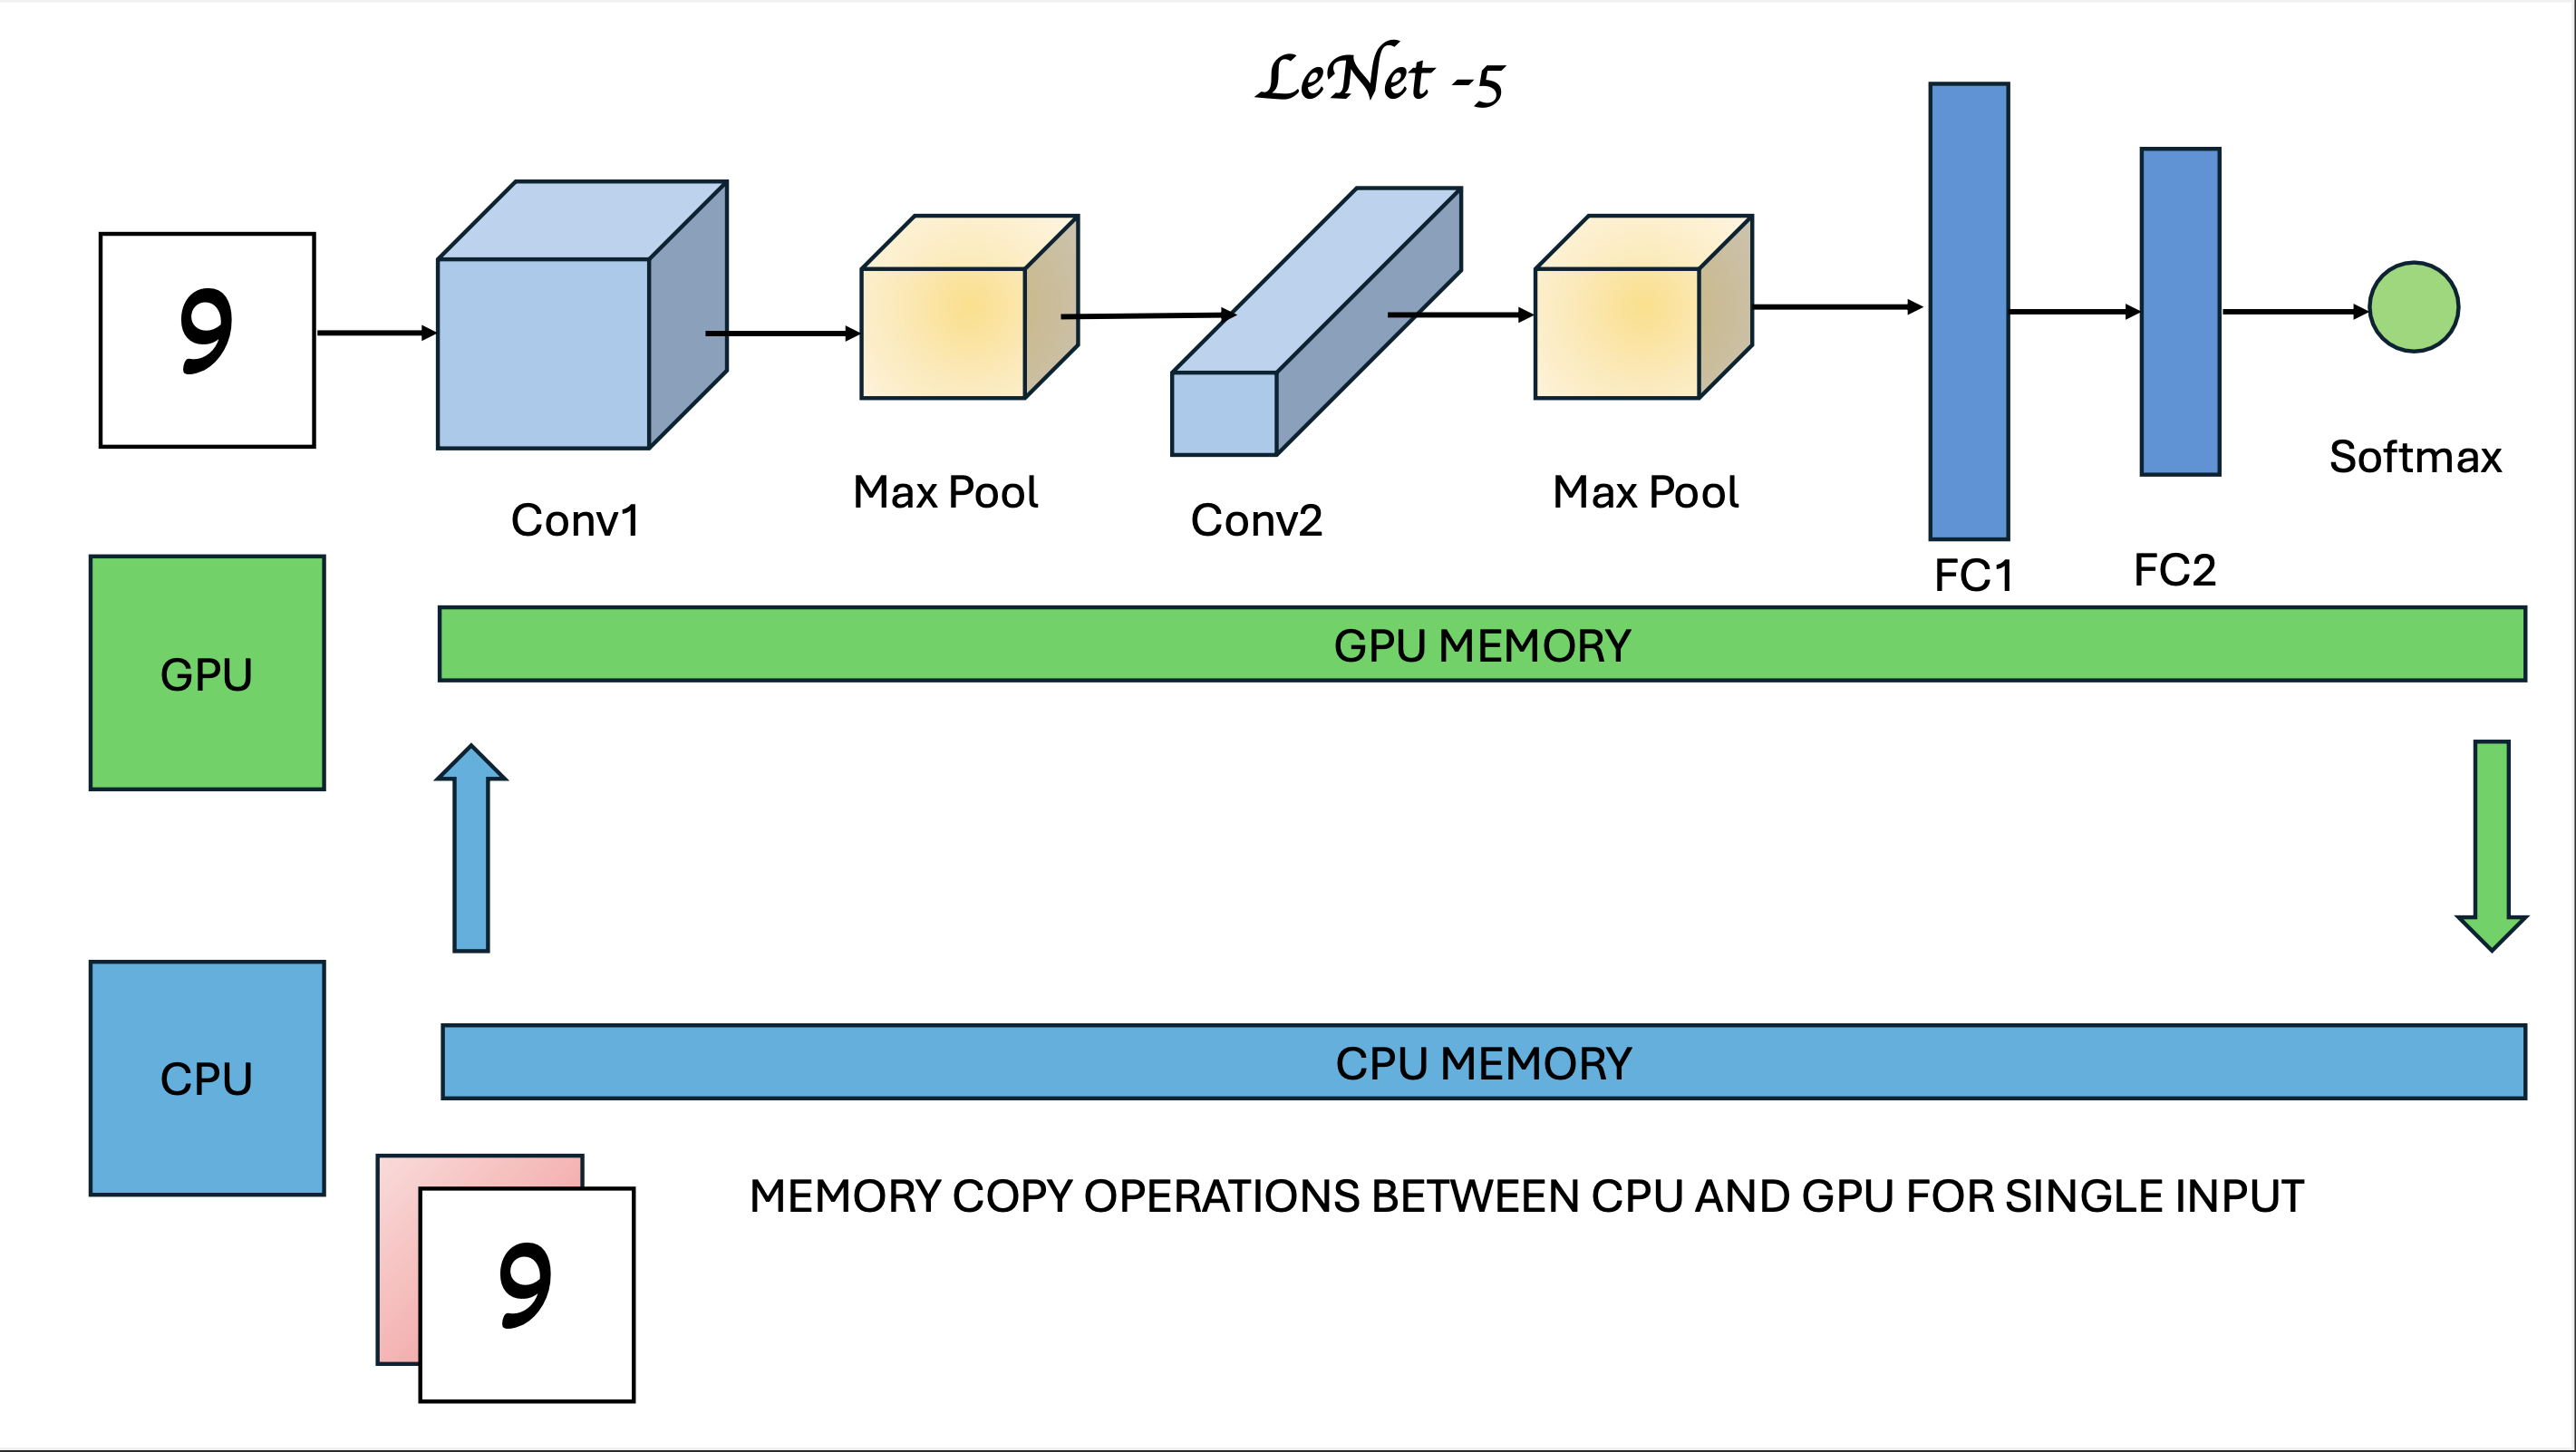 LeNet -5
9
Conv1
Max Pool
Conv2
Max Pool
FC1
FC2
Softmax
GPU
GPU MEMORY
CPU
CPU MEMORY
MEMORY COPY OPERATIONS BETWEEN CPU AND GPU FOR SINGLE INPUT
9